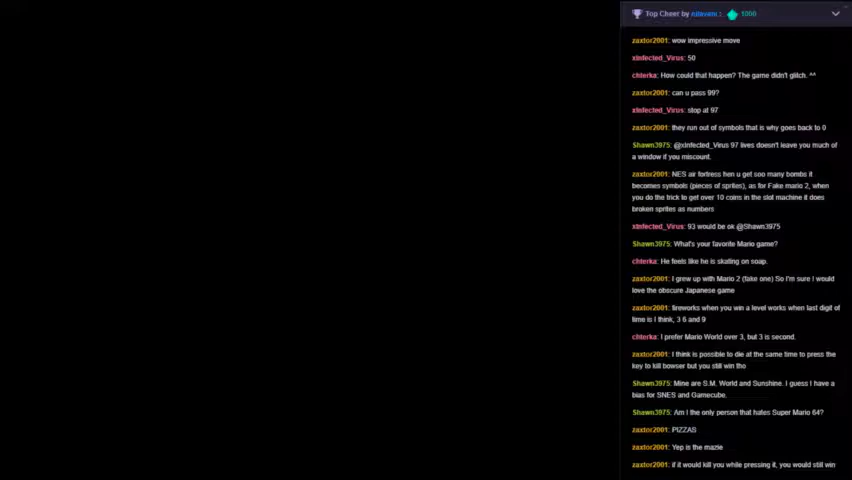 Top Cheer by 1000
zaxtor2001: wow impressive move
xInfected_Virus: 50
chterka: How could that happen? The game didn't glitch. ^^
zaxtor2001: can u pass 99?
xInfected_Virus: stop at 97
zaxtor2001: they run out of symbols that is why goes back to 0
Shawn3975: @xInfected_Virus 97 lives doesn't leave you much of
a window if you miscount.
zaxtor2001: NES air fortress hen u get soo many bombs it
becomes symbols (pieces of sprites), as for Fake mario 2, when
you do the trick to get over 10 coins in the slot machine it does
broken sprites as numbers
xInfected_Virus: 93 would be ok @Shawn3975
Shawn3975: What's your favorite Mario game?
chterka: He feels like he is skating on soap.
zaxtor2001: I grew up with Mario 2 (fake one) So I'm sure I would
love the obscure Japanese game
zaxtor2001: fireworks when you win a level works when last digit of
time is I think, 3 6 and 9
chterka: I prefer Mario World over 3, but 3 is second.
zaxtor2001: I think is possible to die at the same time to press the
key to kill bowser but you still win tho
Shawn3975: Mine are S.M. World and Sunshine. I guess I have a
bias for SNES and Gamecube.
Shawn3975: Am I the only person that hates Super Mario 64?
zaxtor2001: PIZZAS
zaxtor2001: Yep is the mazie
zaxtor2001: if it would kill you while pressing it, you would still win